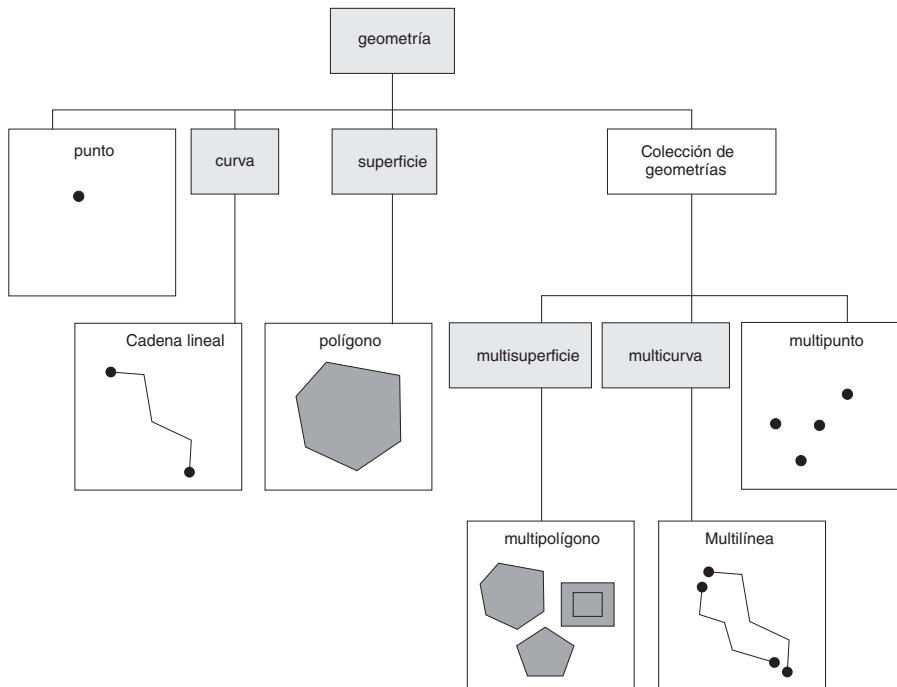 geometría
punto
curva
superficie
Colección de
geometrías
Cadena lineal
polígono
multisuperficie
multicurva
multipunto
multipolígono
Multilínea